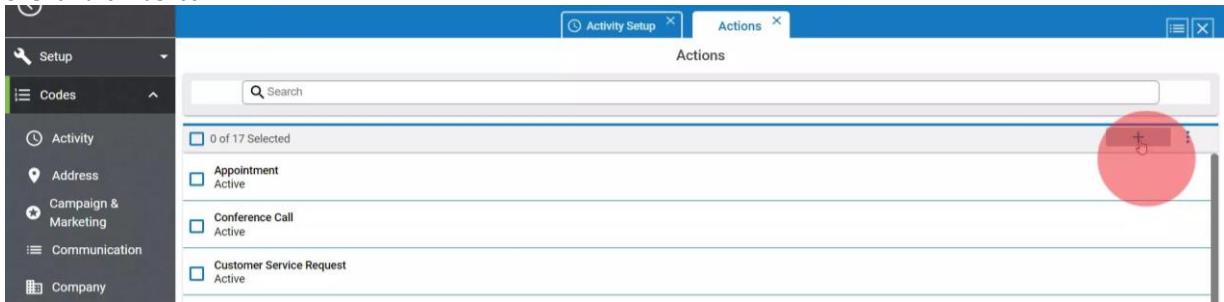 Activity Setup
Actions
Setup
Actions
Codes
Search
Activity
0 of 17 Selected
Address
Appointment
Active
Campaign &
Marketing
Conference Call
Active
Communication
Customer Service Request
Active
Company